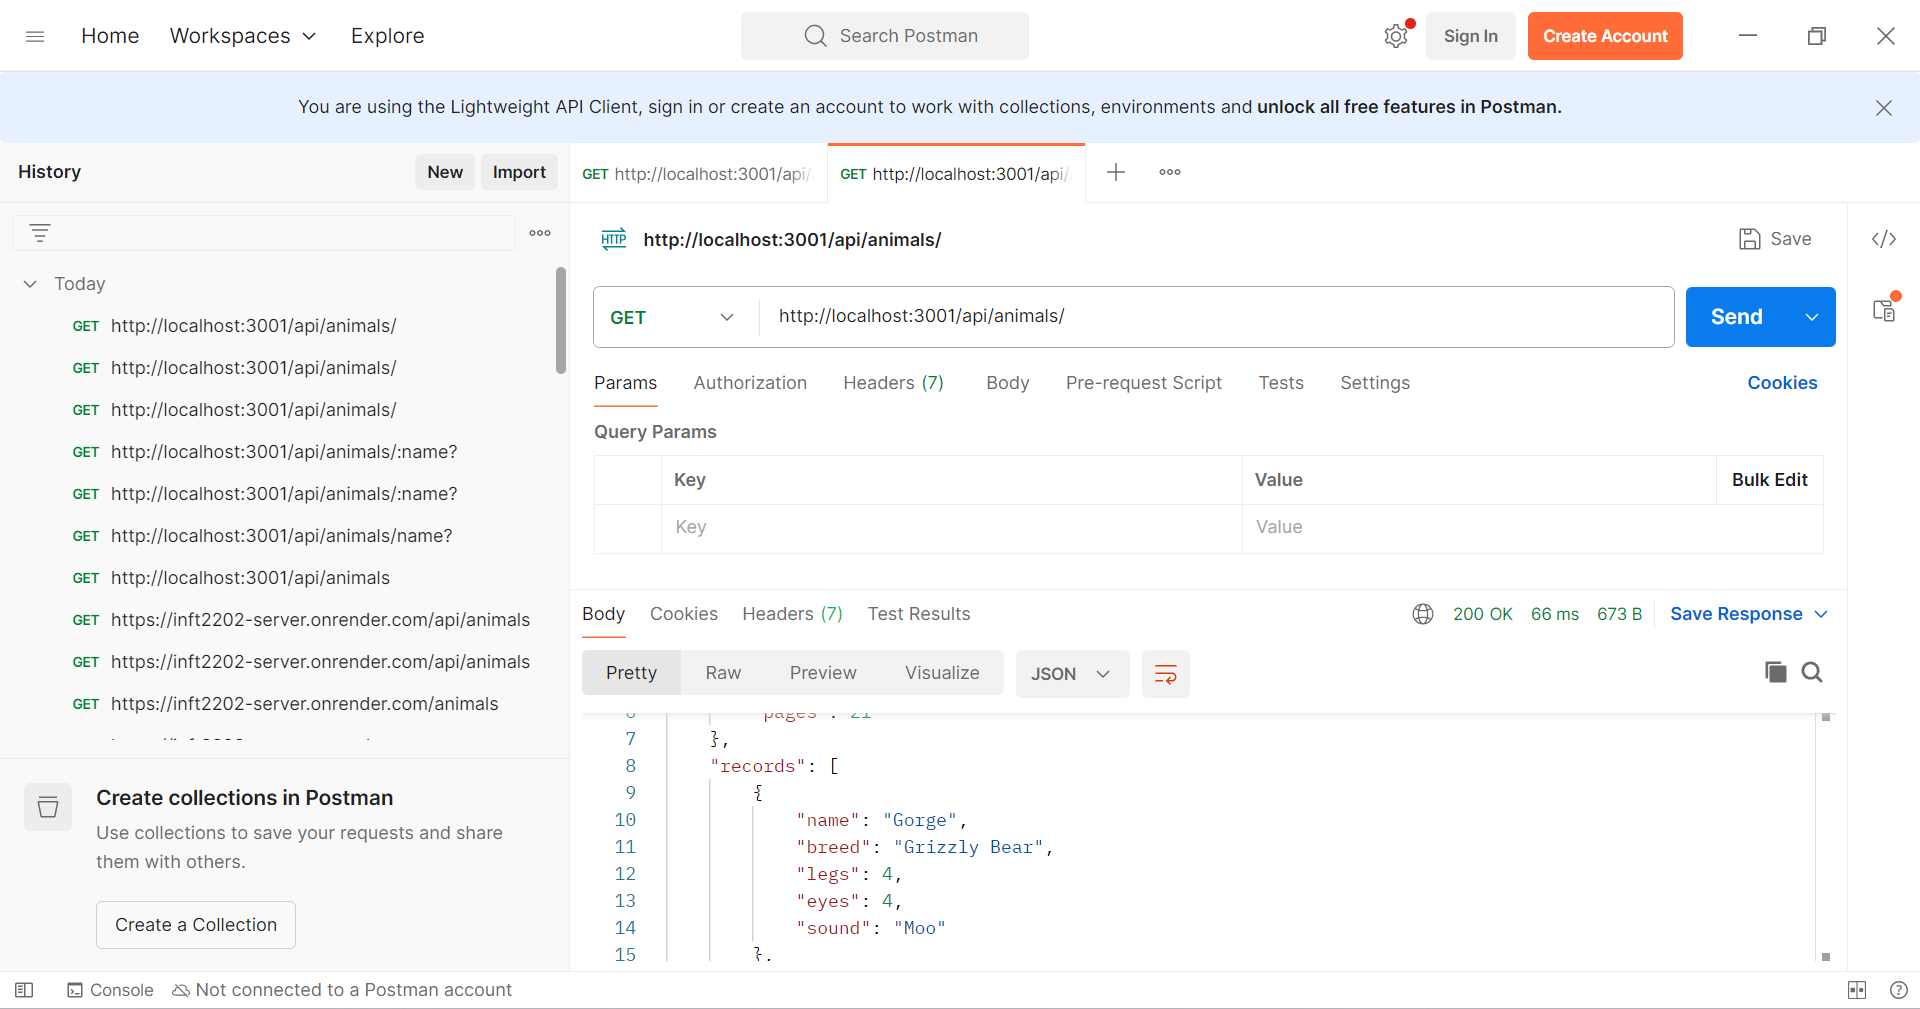 Home Workspaces Explore Search Postman Sign In Create Account
You are using the Lightweight API Client, sign in or create an account to work with collections, environments and unlock all free features in Postman.
History New Import
GET http://localhost:3001/api/ GET http://localhost:3001/api/
HTTP http://localhost:3001/api/animals/ Save
Today
GET http://localhost:3001/api/animals/
GET http://localhost:3001/api/animals/
GET http://localhost:3001/api/animals/
GET http://localhost:3001/api/animals/:name?
GET http://localhost:3001/api/animals/:name?
GET http://localhost:3001/api/animals/name?
GET http://localhost:3001/api/animals
GET https://inft2202-server.onrender.com/api/animals
GET https://inft2202-server.onrender.com/api/animals
GET https://inft2202-server.onrender.com/animals
Create collections in Postman
Use collections to save your requests and share
them with others.
Create a Collection
GET http://localhost:3001/api/animals/ Send
Params Authorization Headers (7) Body Pre-request Script Tests Settings Cookies
Query Params
Key Value Bulk Edit
Key Value
Body Cookies Headers (7) Test Results 200 OK 66 ms 673 B Save Response
Pretty Raw Preview Visualize JSON
6 "pages": 21
7 },
8 "records": [
9 {
10 "name": "Gorge",
11 "breed": "Grizzly Bear",
12 "legs": 4,
13 "eyes": 4,
14 "sound": "Moo"
15 },
Console Not connected to a Postman account